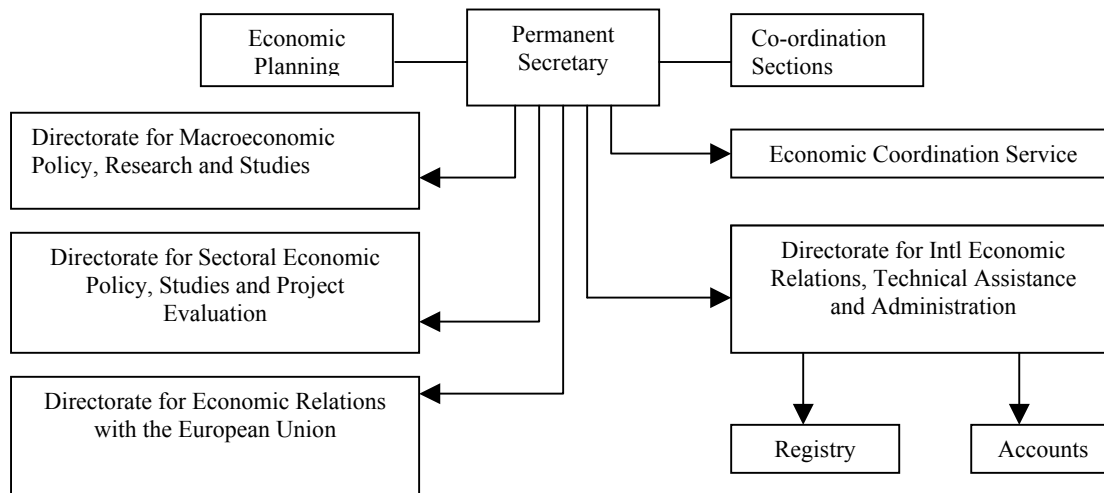 Economic
Planning
Permanent
Secretary
Co-ordination
Sections
Directorate for Macroeconomic
Policy, Research and Studies
Economic Coordination Service
Directorate for Sectoral Economic
Policy, Studies and Project
Evaluation
Directorate for Intl Economic
Relations, Technical Assistance
and Administration
Directorate for Economic Relations
with the European Union
Registry
Accounts